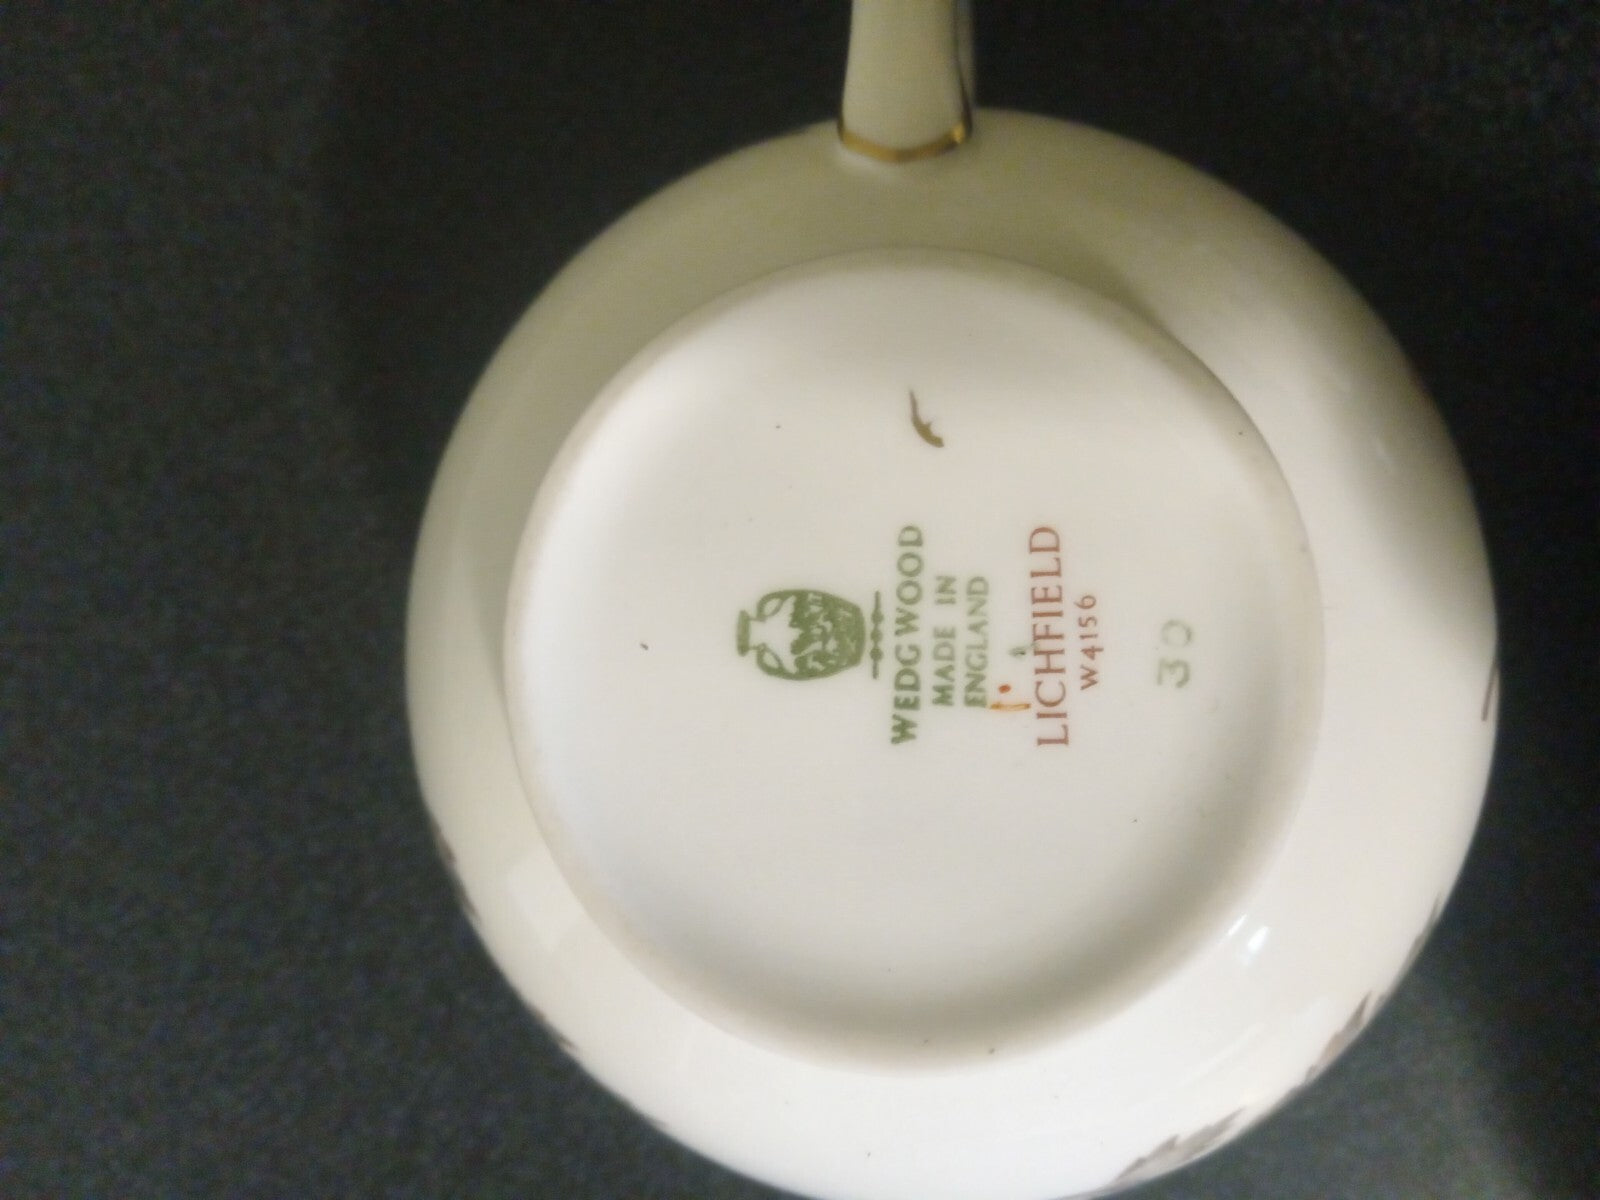 WEDGWOOD
MADE IN
ENGLAND
LICHFIELD
W4156
30